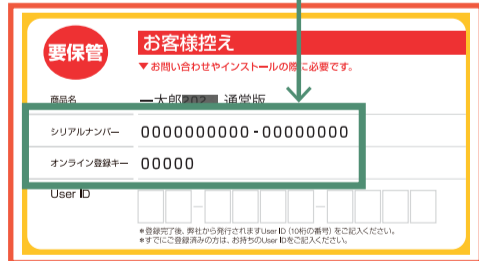 要保管
お客様控え
▼お問い合わせやインストールの際に必要です。
商品名 一太郎202 通常版
シリアルナンバー 0000000000-00000000
オンライン登録キー 00000
User ID
*登録完了後、弊社から発行されますUser ID (10桁の番号) をご記入ください。
*すでにご登録済みの方は、お持ちのUser IDをご記入ください。